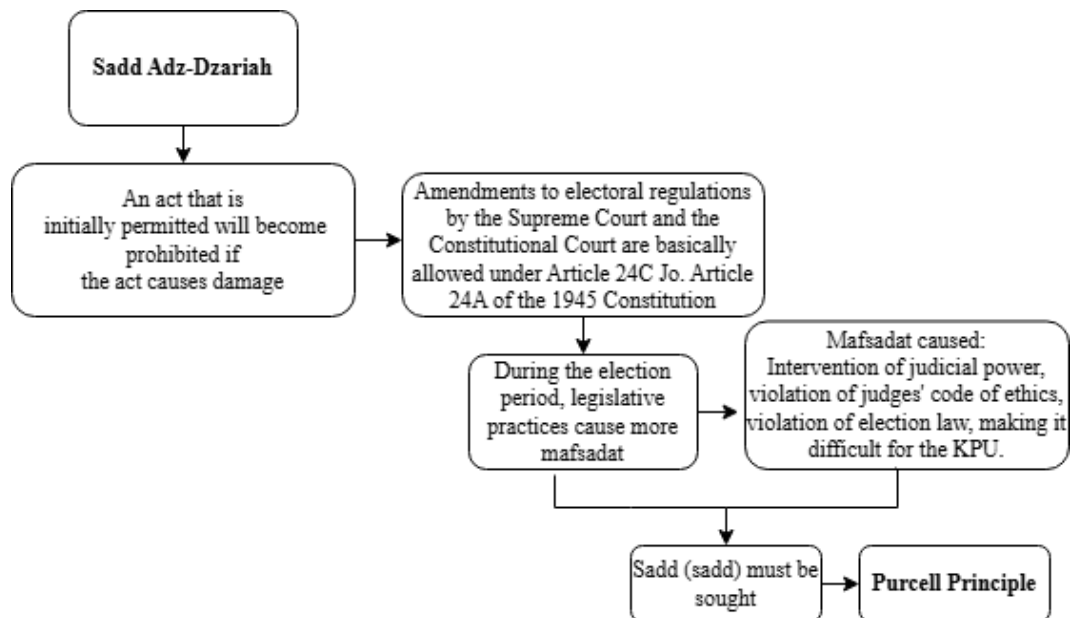 Sadd Adz-Dzariah
An act that is
initially permitted will become
prohibited if
the act causes damage
Amendments to electoral regulations
by the Supreme Court and the
Constitutional Court are basically
allowed under Article 24C Jo. Article
24A of the 1945 Constitution
During the election
period, legislative
practices cause more
mafsadat
Mafsadat caused:
Intervention of judicial power,
violation of judges' code of ethics,
violation of election law, making it
difficult for the KPU.
Sadd (sadd) must be
sought
Purcell Principle